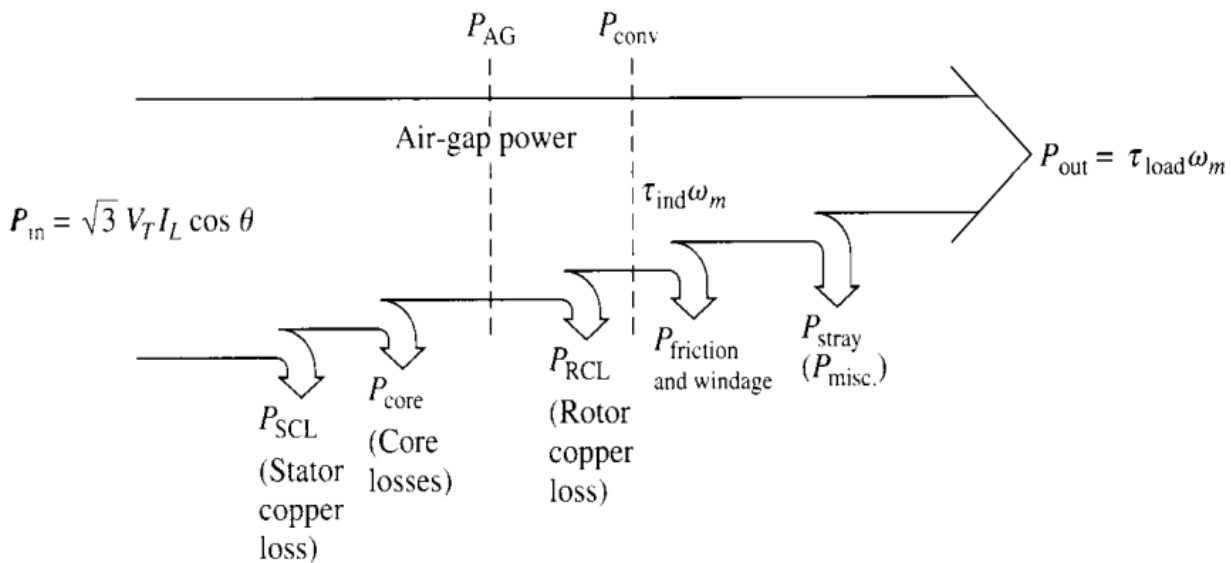 P_AG
P_conv
Air-gap power
P_out = τ_load ω_m
τ_ind ω_m
P_in = √3 V_T I_L cos θ
P_SCL
(Stator
copper
loss)
P_core
(Core
losses)
P_RCL
(Rotor
copper
loss)
P_friction
and windage
P_stray
(P_misc.)